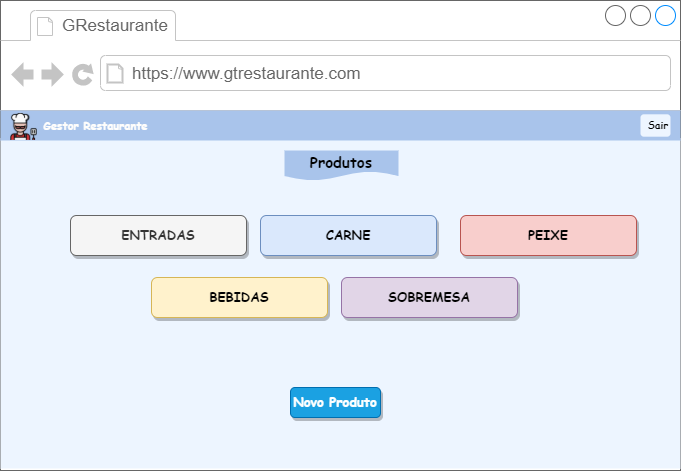 GRestaurante
https://www.gtrestaurante.com
Gestor Restaurante
Sair
Produtos
ENTRADAS
CARNE
PEIXE
BEBIDAS
SOBREMESA
Novo Produto